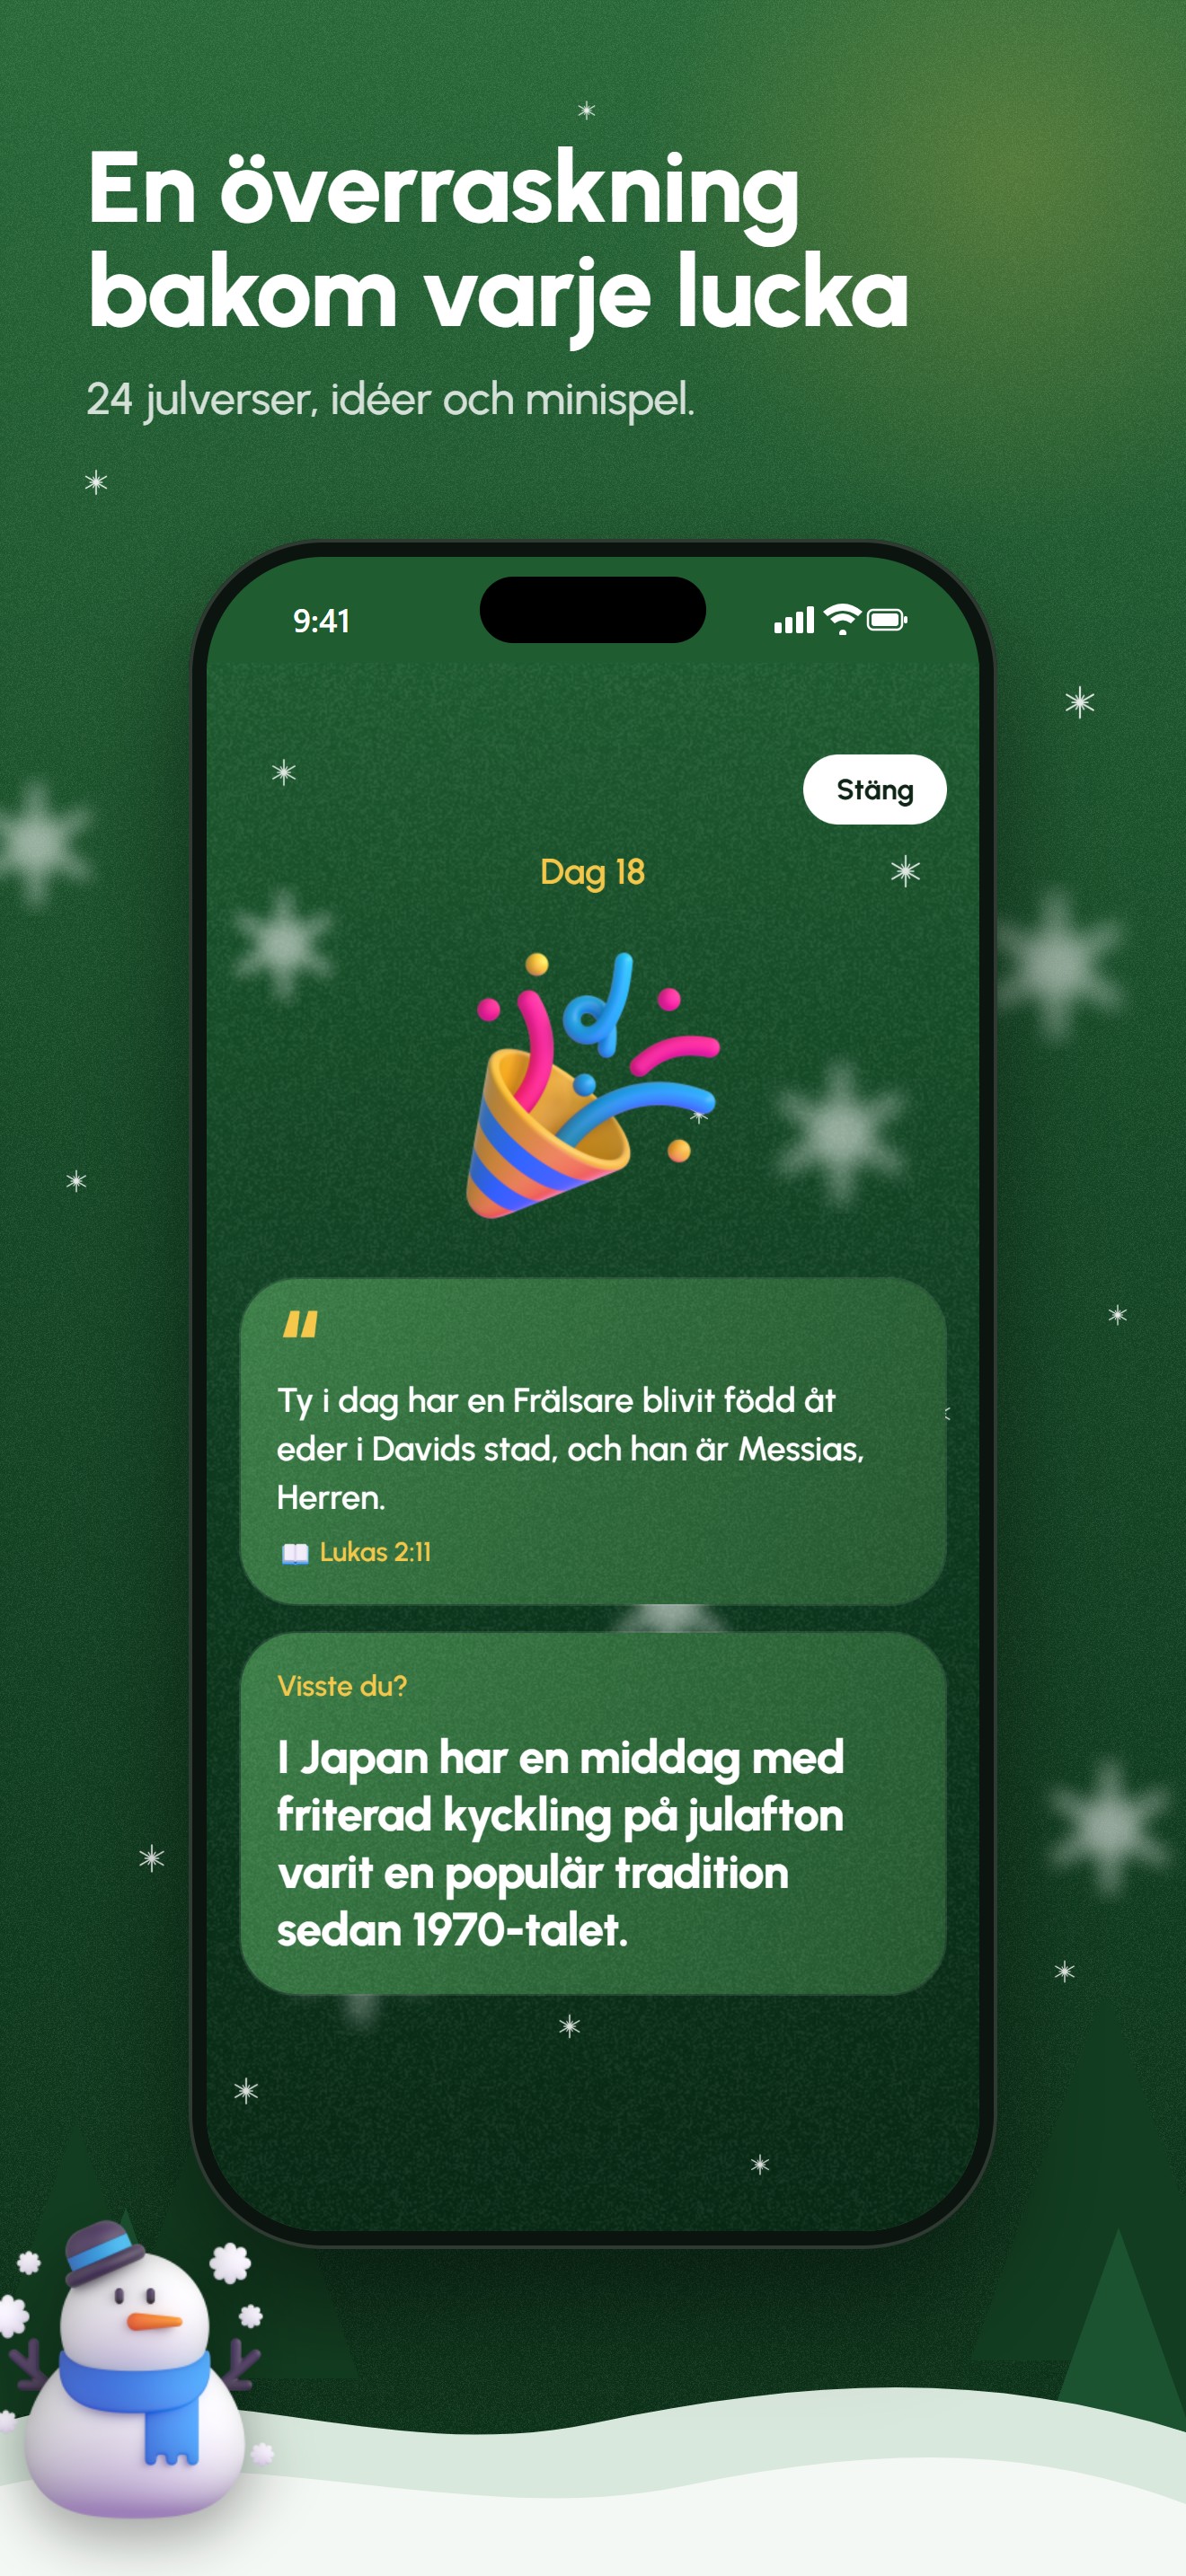 En överraskning
bakom varje lucka
24 julverser, idéer och minispel.
9:41
Stäng
Dag 18
"
Ty i dag har en Frälsare blivit född åt
eder i Davids stad, och han är Messias,
Herren.
Lukas 2:11
Visste du?
I Japan har en middag med
friterad kyckling på julafton
varit en populär tradition
sedan 1970-talet.